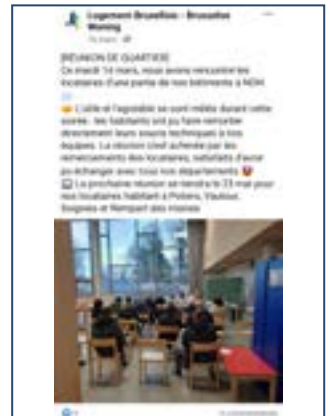 Logement Bruxellois - Brusselse
Woning
[RÉUNION DE QUARTIER]
Ce mardi 14 mars, nous avons rencontré les
locataires d'une partie de nos bâtiments à NOH
L'utile et l'agréable se sont mêlés durant cette
soirée : les habitants ont pu faire remonter
directement leurs soucis techniques à nos
équipes. La réunion s'est achevée par les
remerciements des locataires, satisfaits d'avoir
pu échanger avec tous nos départements
La prochaine réunion se tiendra le 23 mai pour
nos locataires habitant à Potiers, Vautour,
Soignies et Rempart des moines